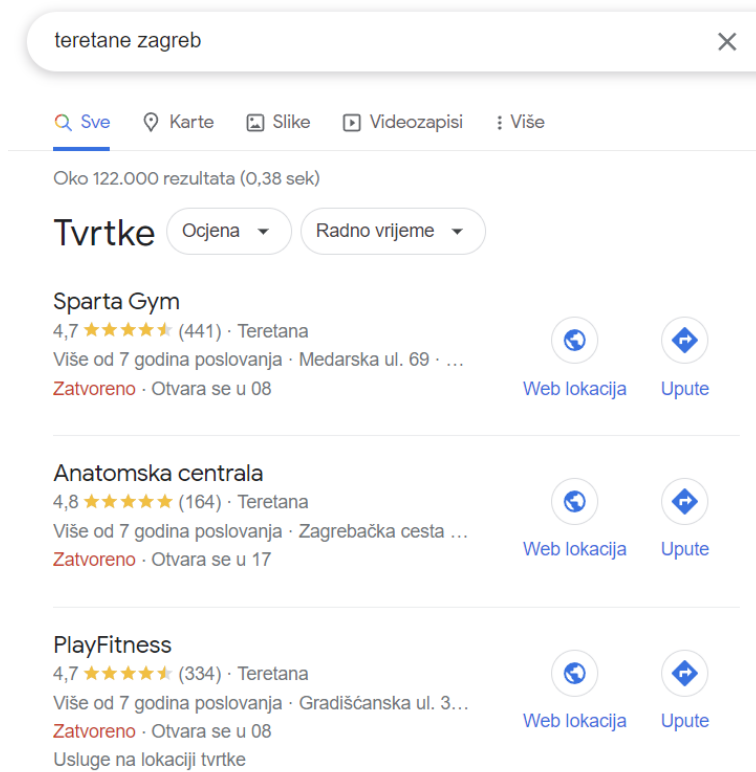 teretane zagreb
Sve Karte Slike Videozapisi Više
Oko 122.000 rezultata (0,38 sek)
Tvrtke Ocjena Radno vrijeme
Sparta Gym
4,7 (441) · Teretana
Više od 7 godina poslovanja · Medarska ul. 69 · …
Zatvoreno · Otvara se u 08
Web lokacija Upute
Anatomska centrala
4,8 (164) · Teretana
Više od 7 godina poslovanja · Zagrebačka cesta …
Zatvoreno · Otvara se u 17
Web lokacija Upute
PlayFitness
4,7 (334) · Teretana
Više od 7 godina poslovanja · Gradišćanska ul. 3…
Zatvoreno · Otvara se u 08
Web lokacija Upute
Usluge na lokaciji tvrtke